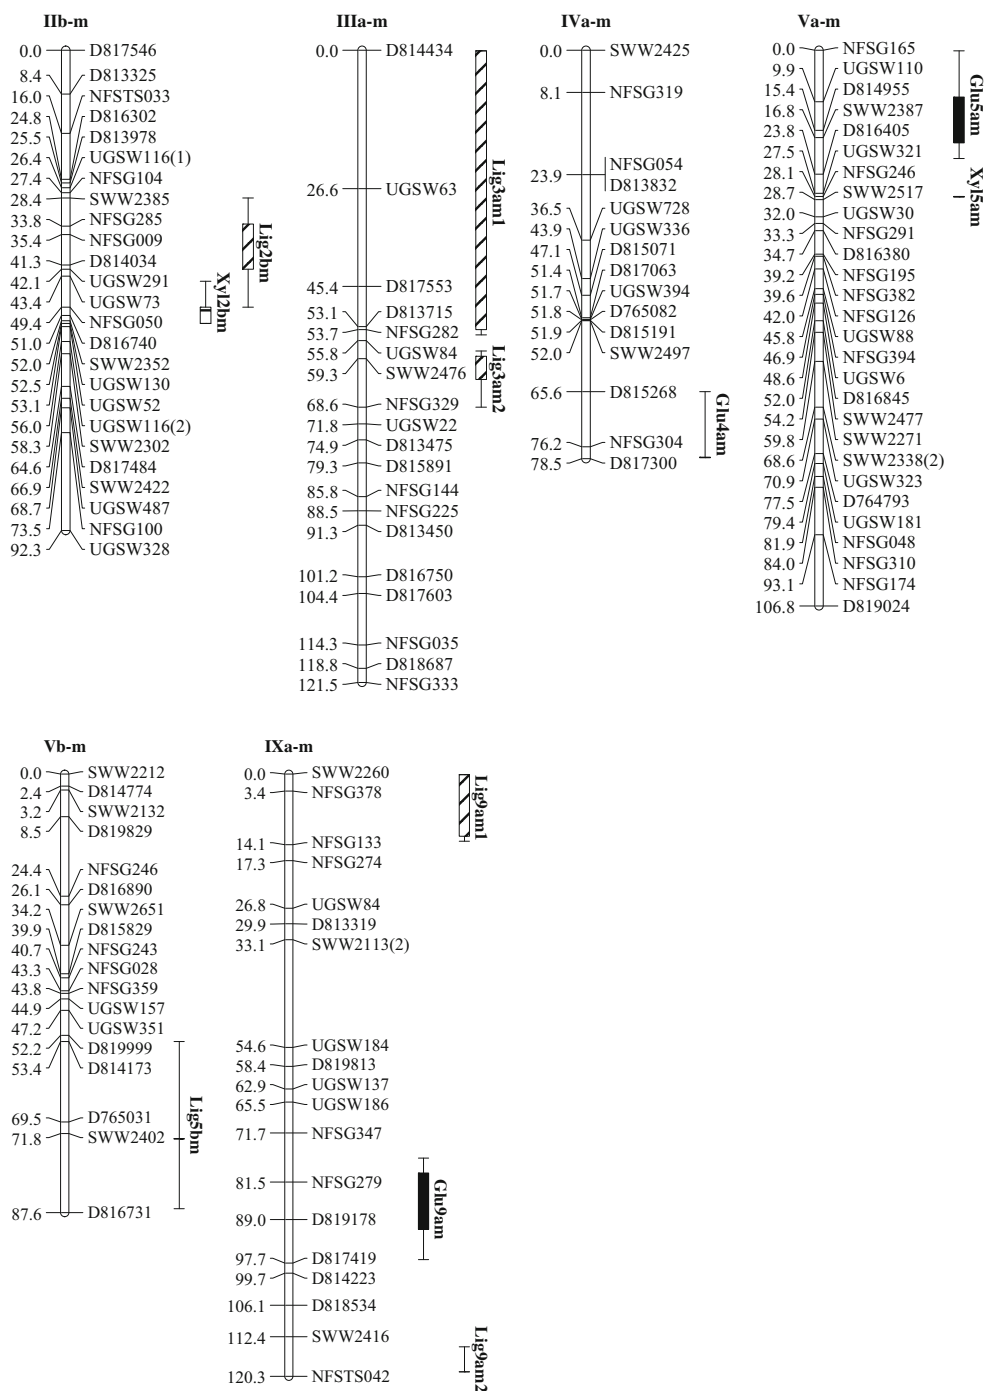 IIb-m
0.0 D817546
8.4 D813325
16.0 NFSTS033
24.8 D816302
25.5 D813978
26.4 UGSW116(1)
27.4 NFSG104
28.4 SWW2385
33.8 NFSG285
35.4 NFSG009
41.3 D814034
42.1 UGSW291
43.4 UGSW73
49.4 NFSG050
51.0 D816740
52.0 SWW2352
52.5 UGSW130
53.1 UGSW52
56.0 UGSW116(2)
58.3 SWW2302
64.6 D817484
66.9 SWW2422
68.7 UGSW487
73.5 NFSG100
92.3 UGSW328
Xyl2bm
Lig2bm
IIIa-m
0.0 D814434
26.6 UGSW63
45.4 D817553
53.1 D813715
53.7 NFSG282
55.8 UGSW84
59.3 SWW2476
68.6 NFSG329
71.8 UGSW22
74.9 D813475
79.3 D815891
85.8 NFSG144
88.5 NFSG225
91.3 D813450
101.2 D816750
104.4 D817603
114.3 NFSG035
118.8 D818687
121.5 NFSG333
Lig3am1
Lig3am2
IVa-m
0.0 SWW2425
8.1 NFSG319
NFSG054
23.9 D813832
36.5 UGSW728
43.9 UGSW336
47.1 D815071
51.4 D817063
51.7 UGSW394
51.8 D765082
51.9 D815191
52.0 SWW2497
65.6 D815268
76.2 NFSG304
78.5 D817300
Glu4am
Va-m
0.0 NFSG165
9.9 UGSW110
15.4 D814955
16.8 SWW2387
23.8 D816405
27.5 UGSW321
28.1 NFSG246
28.7 SWW2517
32.0 UGSW30
33.3 NFSG291
34.7 D816380
39.2 NFSG195
39.6 NFSG382
42.0 NFSG126
45.8 UGSW88
46.9 NFSG394
48.6 UGSW6
52.0 D816845
54.2 SWW2477
59.8 SWW2271
68.6 SWW2338(2)
70.9 UGSW323
77.5 D764793
79.4 UGSW181
81.9 NFSG048
84.0 NFSG310
93.1 NFSG174
106.8 D819024
Glu5am
Xyl5am
Vb-m
0.0 SWW2212
2.4 D814774
3.2 SWW2132
8.5 D819829
24.4 NFSG246
26.1 D816890
34.2 SWW2651
39.9 D815829
40.7 NFSG243
43.3 NFSG028
43.8 NFSG359
44.9 UGSW157
47.2 UGSW351
52.2 D819999
53.4 D814173
69.5 D765031
71.8 SWW2402
87.6 D816731
Lig5bm
IXa-m
0.0 SWW2260
3.4 NFSG378
14.1 NFSG133
17.3 NFSG274
26.8 UGSW84
29.9 D813319
33.1 SWW2113(2)
54.6 UGSW184
58.4 D819813
62.9 UGSW137
65.5 UGSW186
71.7 NFSG347
81.5 NFSG279
89.0 D819178
97.7 D817419
99.7 D814223
106.1 D818534
112.4 SWW2416
120.3 NFSTS042
Lig9am1
Glu9am
Lig9am2